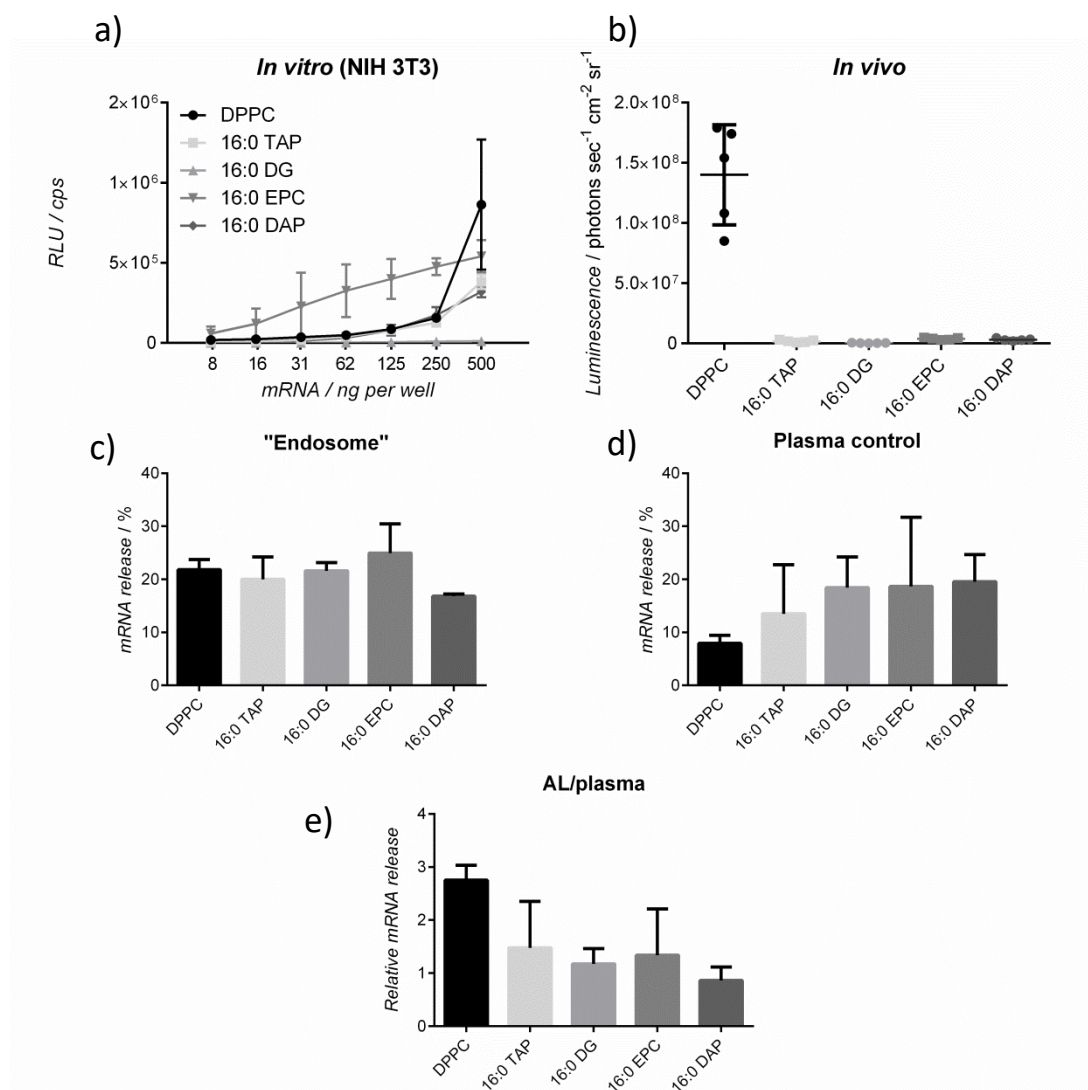 a)
In vitro (NIH 3T3)
2×10⁶
1×10⁶
5×10⁵
0
RLU / cps
DPPC
16:0 TAP
16:0 DG
16:0 EPC
16:0 DAP
8 16 31 62 125 250 500
mRNA / ng per well
b)
In vivo
Luminescence / photons sec⁻¹ cm⁻² sr⁻¹
2.0×10⁸
1.5×10⁸
1.0×10⁸
5.0×10⁷
0
DPPC 16:0 TAP 16:0 DG 16:0 EPC 16:0 DAP
c)
"Endosome"
mRNA release / %
40
30
20
10
0
DPPC 16:0 TAP 16:0 DG 16:0 EPC 16:0 DAP
d)
Plasma control
mRNA release / %
40
30
20
10
0
DPPC 16:0 TAP 16:0 DG 16:0 EPC 16:0 DAP
e)
AL/plasma
Relative mRNA release
4
3
2
1
0
DPPC 16:0 TAP 16:0 DG 16:0 EPC 16:0 DAP